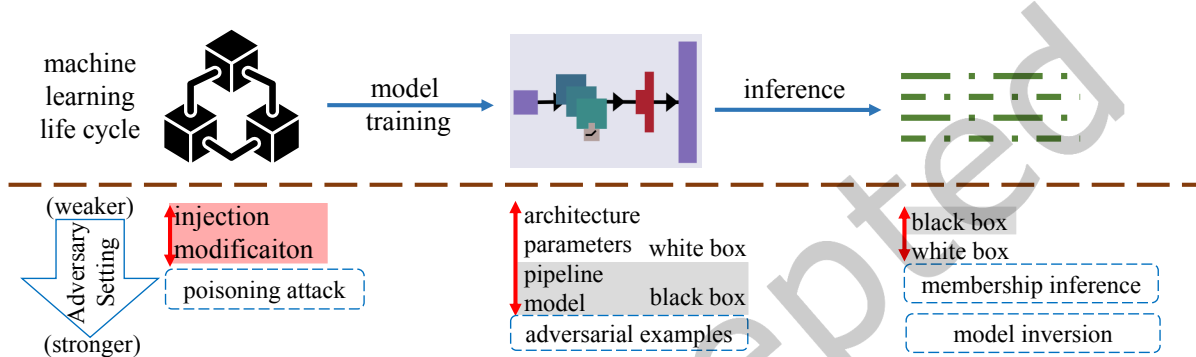 machine
learning
life cycle
model
training
inference
(weaker)
Adversary
Setting
(stronger)
injection
modificaiton
poisoning attack
architecture
parameters
white box
pipeline
model
black box
adversarial examples
black box
white box
membership inference
model inversion
epted